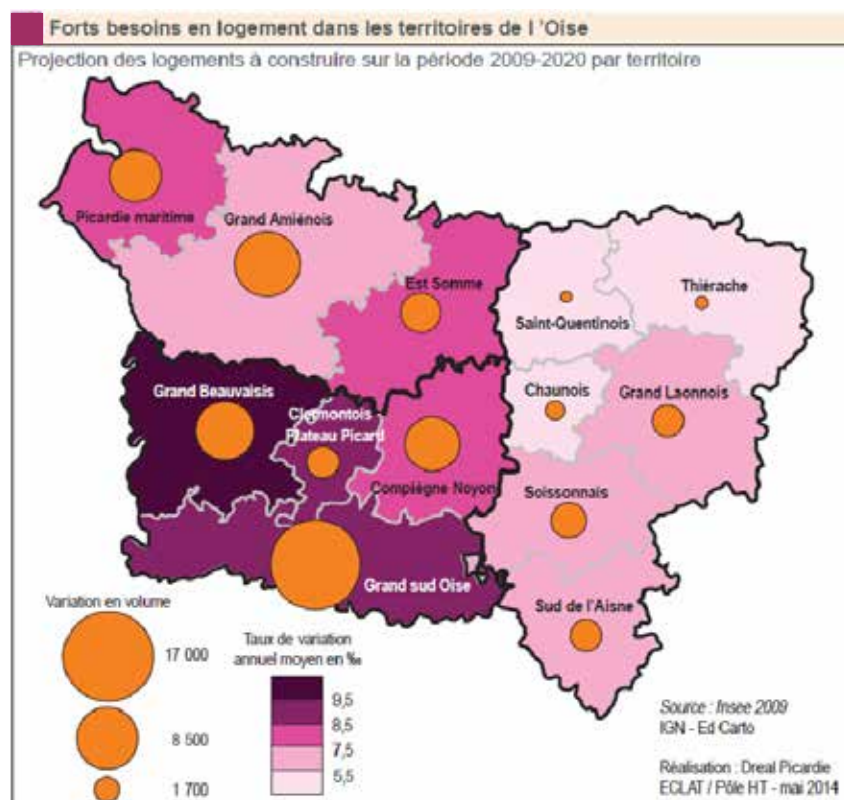 Forts besoins en logement dans les territoires de l 'Oise
Projection des logements à construire sur la période 2009-2020 par territoire
Picardie maritime
Grand Amiénois
Est Somme
Saint-Quentinois
Thiérache
Grand Beauvaisis
Clermontois
Plateau Picard
Compiègne Noyon
Chaunois
Grand Laonnois
Soissonnais
Grand sud Oise
Sud de l'Aisne
Variation en volume
17 000
8 500
1 700
Taux de variation
annuel moyen en ‰
9,5
8,5
7,5
5,5
Source : Insee 2009
IGN - Ed Carto
Réalisation : Dreal Picardie
ECLAT / Pôle HT - mai 2014